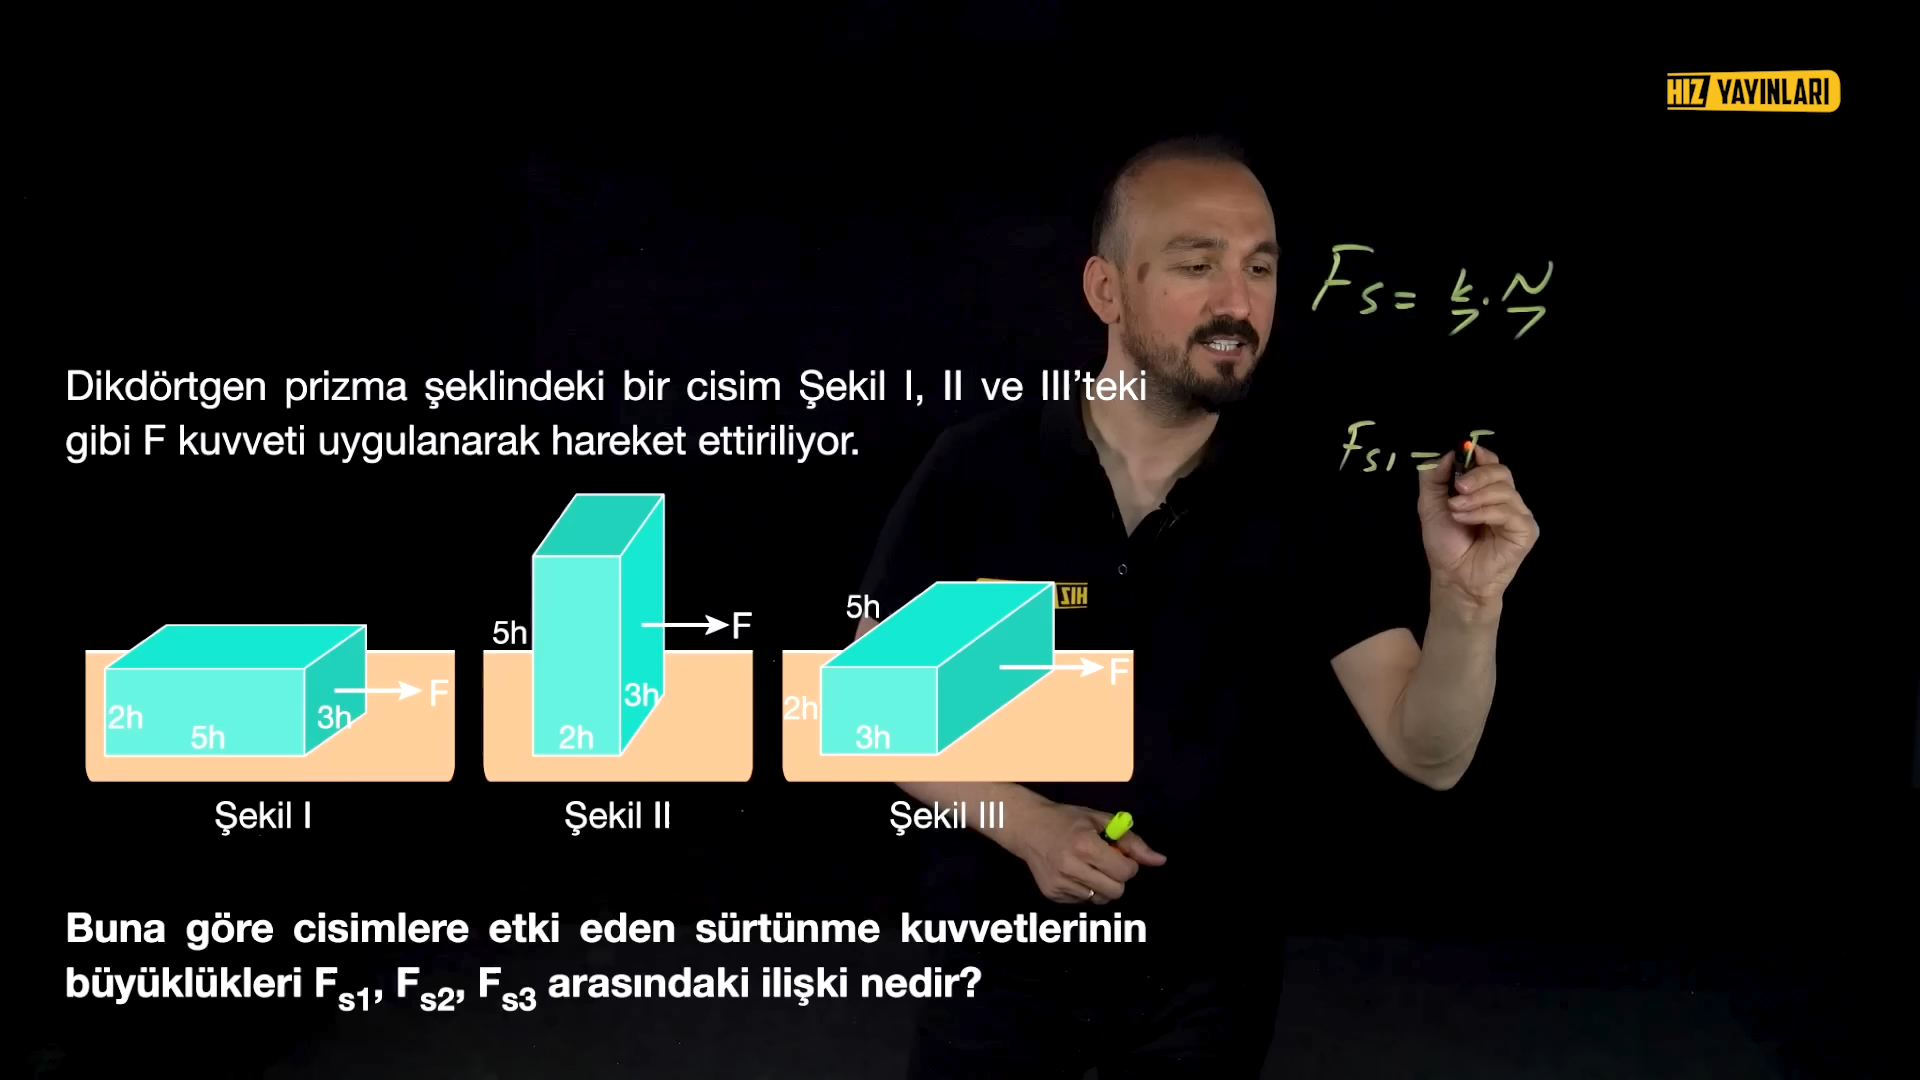 HIZ YAYINLARI
Fs = k . N
Fs1 =
Dikdörtgen prizma şeklindeki bir cisim Şekil I, II ve III’teki
gibi F kuvveti uygulanarak hareket ettiriliyor.
2h 5h 3h F
5h 2h 3h F
5h 2h 3h F
Şekil I Şekil II Şekil III
HIZ
Buna göre cisimlere etki eden sürtünme kuvvetlerinin
büyüklükleri Fs1, Fs2, Fs3 arasındaki ilişki nedir?